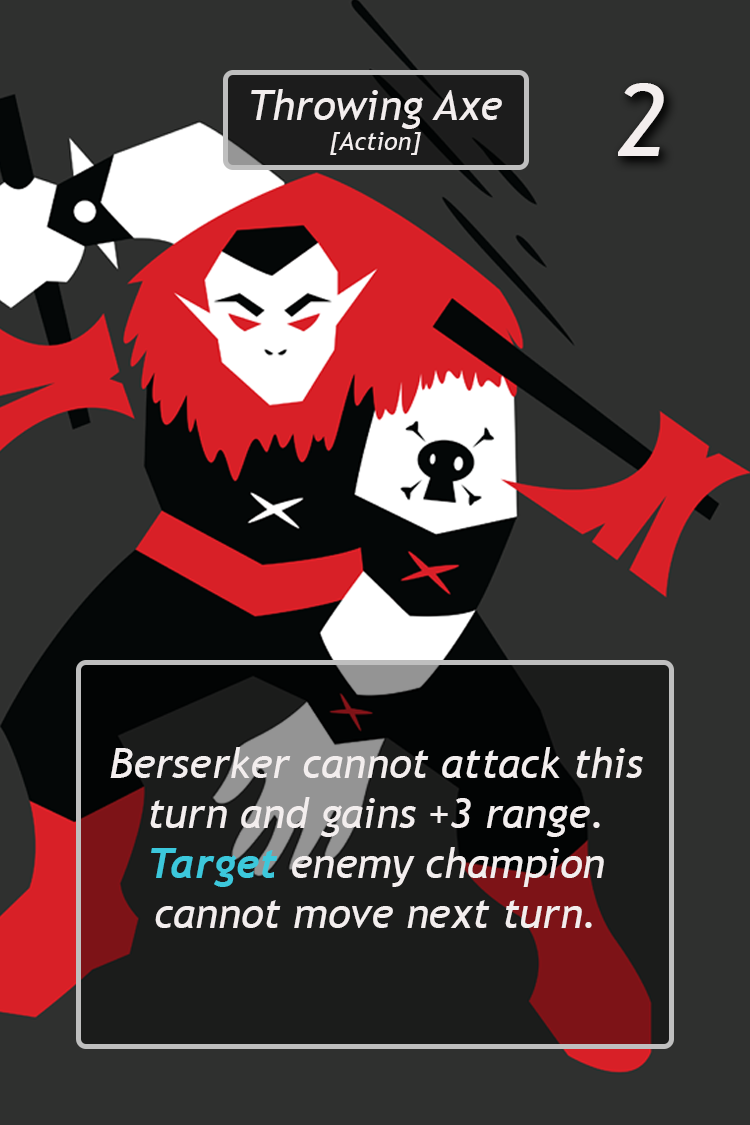 Throwing Axe
[Action]
2
Berserker cannot attack this
turn and gains +3 range.
Target enemy champion
cannot move next turn.